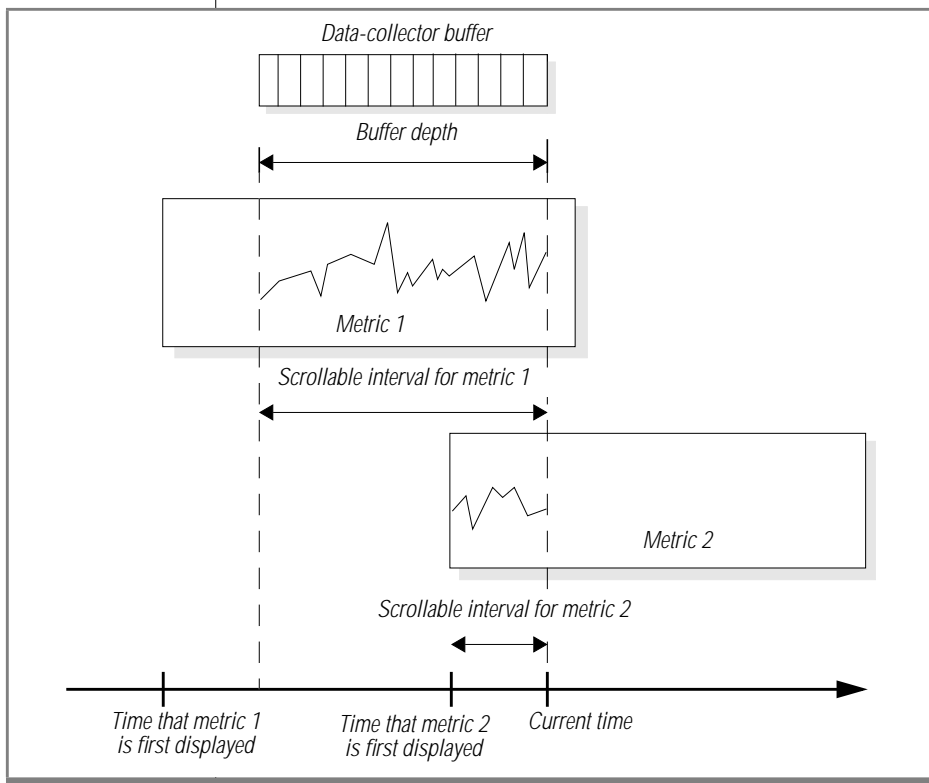 Data-collector buffer
Buffer depth
Metric 1
Scrollable interval for metric 1
Metric 2
Scrollable interval for metric 2
Time that metric 1
is first displayed
Time that metric 2
is first displayed
Current time